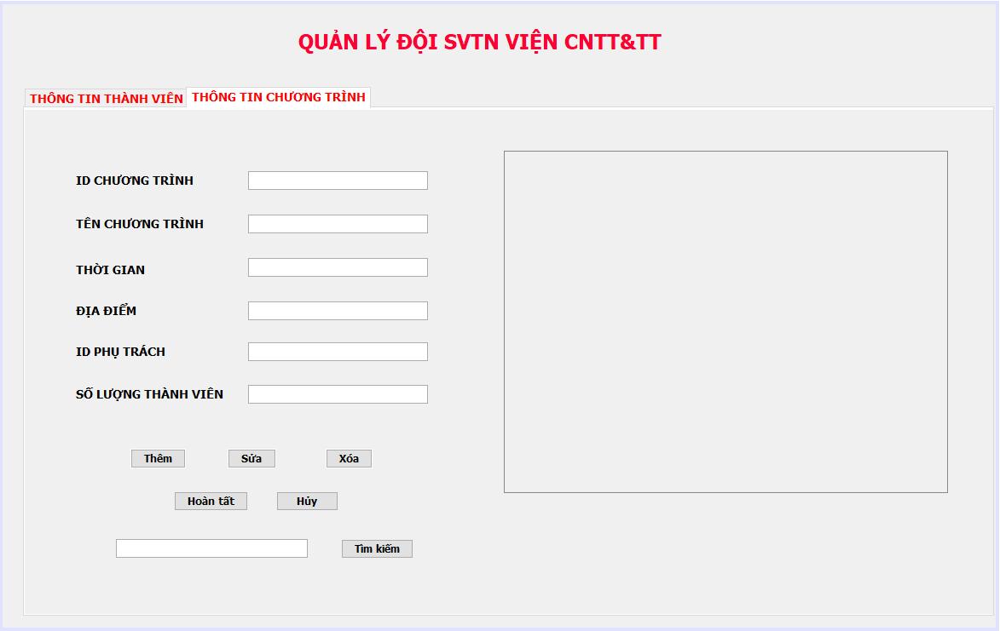 QUẢN LÝ ĐỘI SVTN VIỆN CNTT&TT
THÔNG TIN THÀNH VIÊN
THÔNG TIN CHƯƠNG TRÌNH
ID CHƯƠNG TRÌNH
TÊN CHƯƠNG TRÌNH
THỜI GIAN
ĐỊA ĐIỂM
ID PHỤ TRÁCH
SỐ LƯỢNG THÀNH VIÊN
Thêm
Sửa
Xóa
Hoàn tất
Hủy
Tìm kiếm